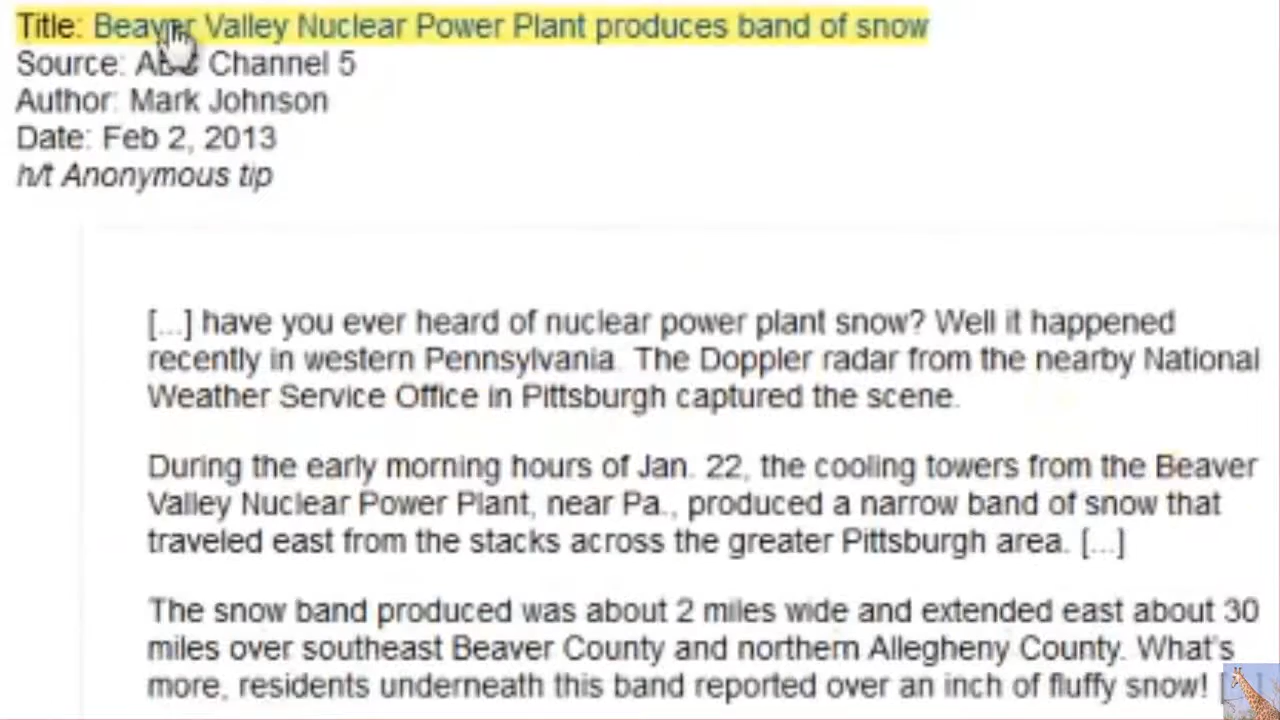 Title: Beaver Valley Nuclear Power Plant produces band of snow
Source: ABC Channel 5
Author: Mark Johnson
Date: Feb 2, 2013
h/t Anonymous tip
[...] have you ever heard of nuclear power plant snow? Well it happened
recently in western Pennsylvania. The Doppler radar from the nearby National
Weather Service Office in Pittsburgh captured the scene.
During the early morning hours of Jan. 22, the cooling towers from the Beaver
Valley Nuclear Power Plant, near Pa., produced a narrow band of snow that
traveled east from the stacks across the greater Pittsburgh area. [...]
The snow band produced was about 2 miles wide and extended east about 30
miles over southeast Beaver County and northern Allegheny County. What's
more, residents underneath this band reported over an inch of fluffy snow! [